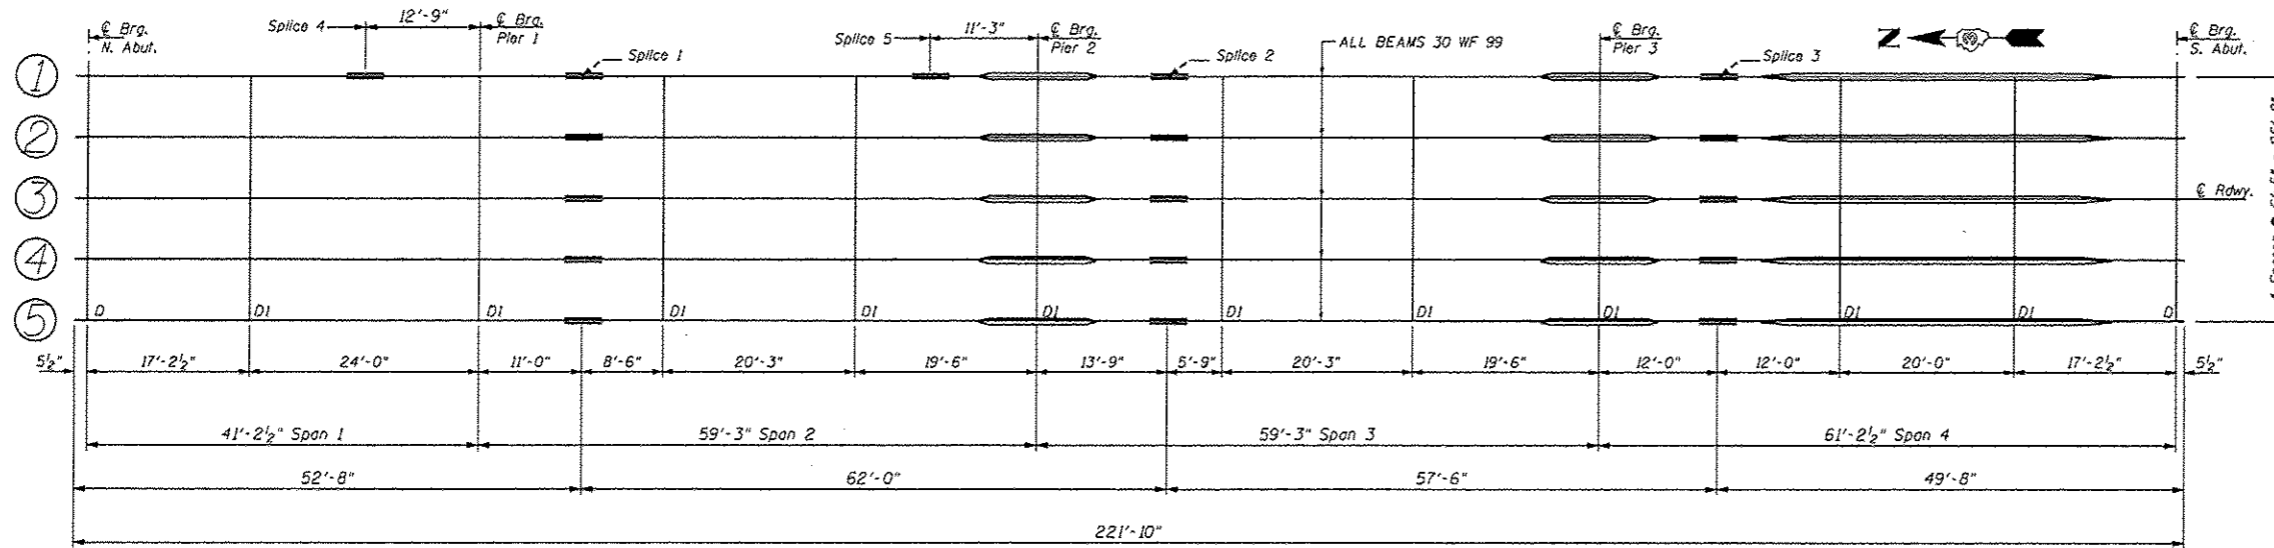 ℄ Brg.
N. Abut.
Splice 4
12'-9"
℄ Brg.
Pier 1
Splice 1
Splice 5
11'-3"
℄ Brg.
Pier 2
Splice 2
ALL BEAMS 30 WF 99
℄ Brg.
Pier 3
Splice 3
Z
℄ Brg.
S. Abut.
1
2
3
4
5
℄ Rdwy.
D D1 D1 D1 D1 D1 D1 D1 D1 D1 D1 D
5½" 17'-2½" 24'-0" 11'-0" 8'-6" 20'-3" 19'-6" 13'-9" 5'-9" 20'-3" 19'-6" 12'-0" 12'-0" 20'-0" 17'-2½" 5½"
41'-2½" Span 1 59'-3" Span 2 59'-3" Span 3 61'-2½" Span 4
52'-8" 62'-0" 57'-6" 49'-8"
221'-10"